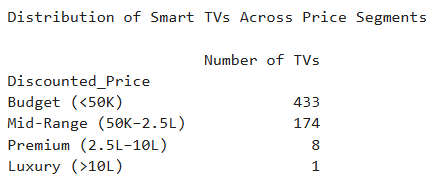 Distribution of Smart TVs Across Price Segments
Number of TVs
Discounted_Price
Budget (<50K) 433
Mid-Range (50K–2.5L) 174
Premium (2.5L–10L) 8
Luxury (>10L) 1